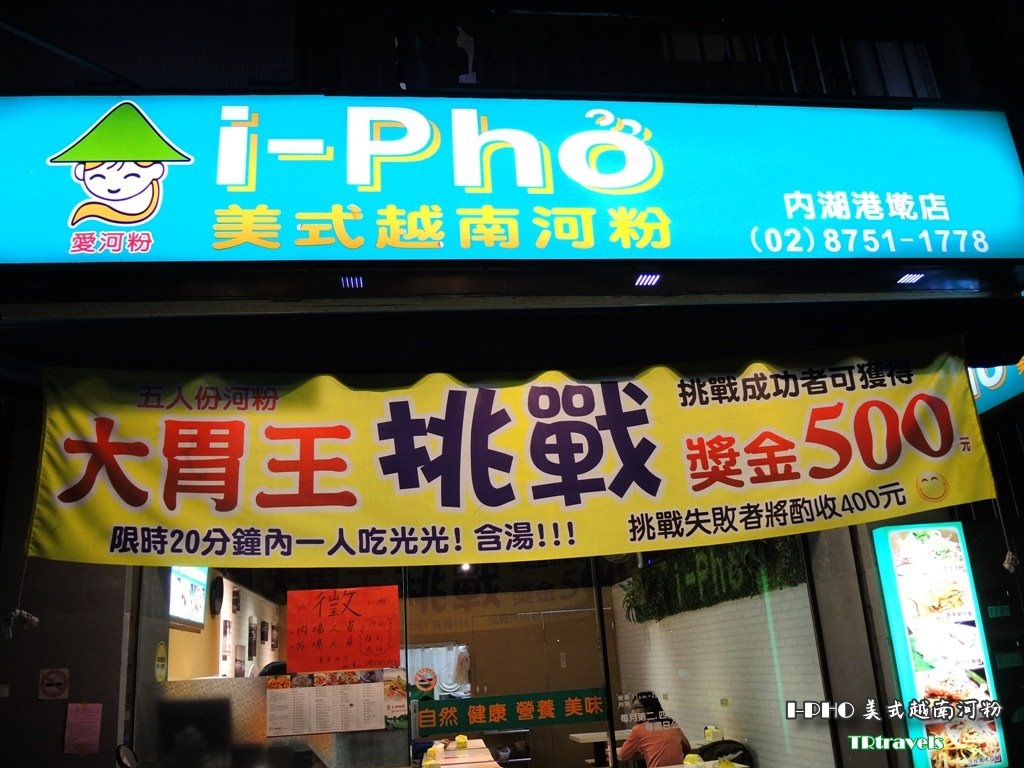 i-Pho
愛河粉
美式越南河粉
内湖港墘店
(02)8751-1778
五人份河粉
大胃王 挑戰
挑戰成功者可獲得
獎金500元
限時20分鐘內一人吃光光! 含湯!!!
挑戰失敗者將酌收400元
i-Pho
徵
內場人員
外場人員
自然 健康 營養 美味
I-PHO 美式越南河粉
TRtravels